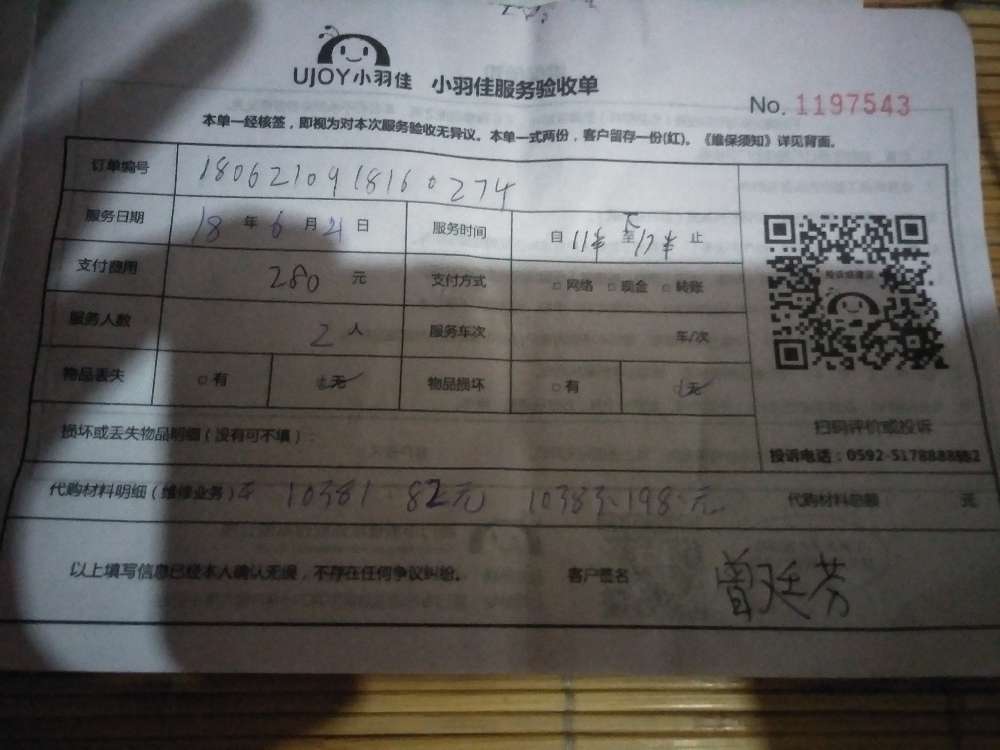 UJOY小羽佳 小羽佳服务验收单
No. 1197543
本单一经核签，即视为对本次服务验收无异议。本单一式两份，客户留存一份(红)。《维保须知》详见背面。
订单编号 180621091816 0274
服务日期 18 年 6 月 21 日 服务时间 自 11半 至 17半 止
支付费用 280 元 支付方式 □网络 □现金 □转账
服务人数 2 人 服务车次 车/次
物品丢失 □有 □无 物品损坏 □有 □无
损坏或丢失物品明细（没有可不填）：
扫码评价或投诉
投诉电话：0592-5178888
代购材料明细（维修业务）车 10381 82元 10383 198元 代购材料总额 元
以上填写信息已经本人确认无误，不存在任何争议纠纷。 客户签名 曾廷芳